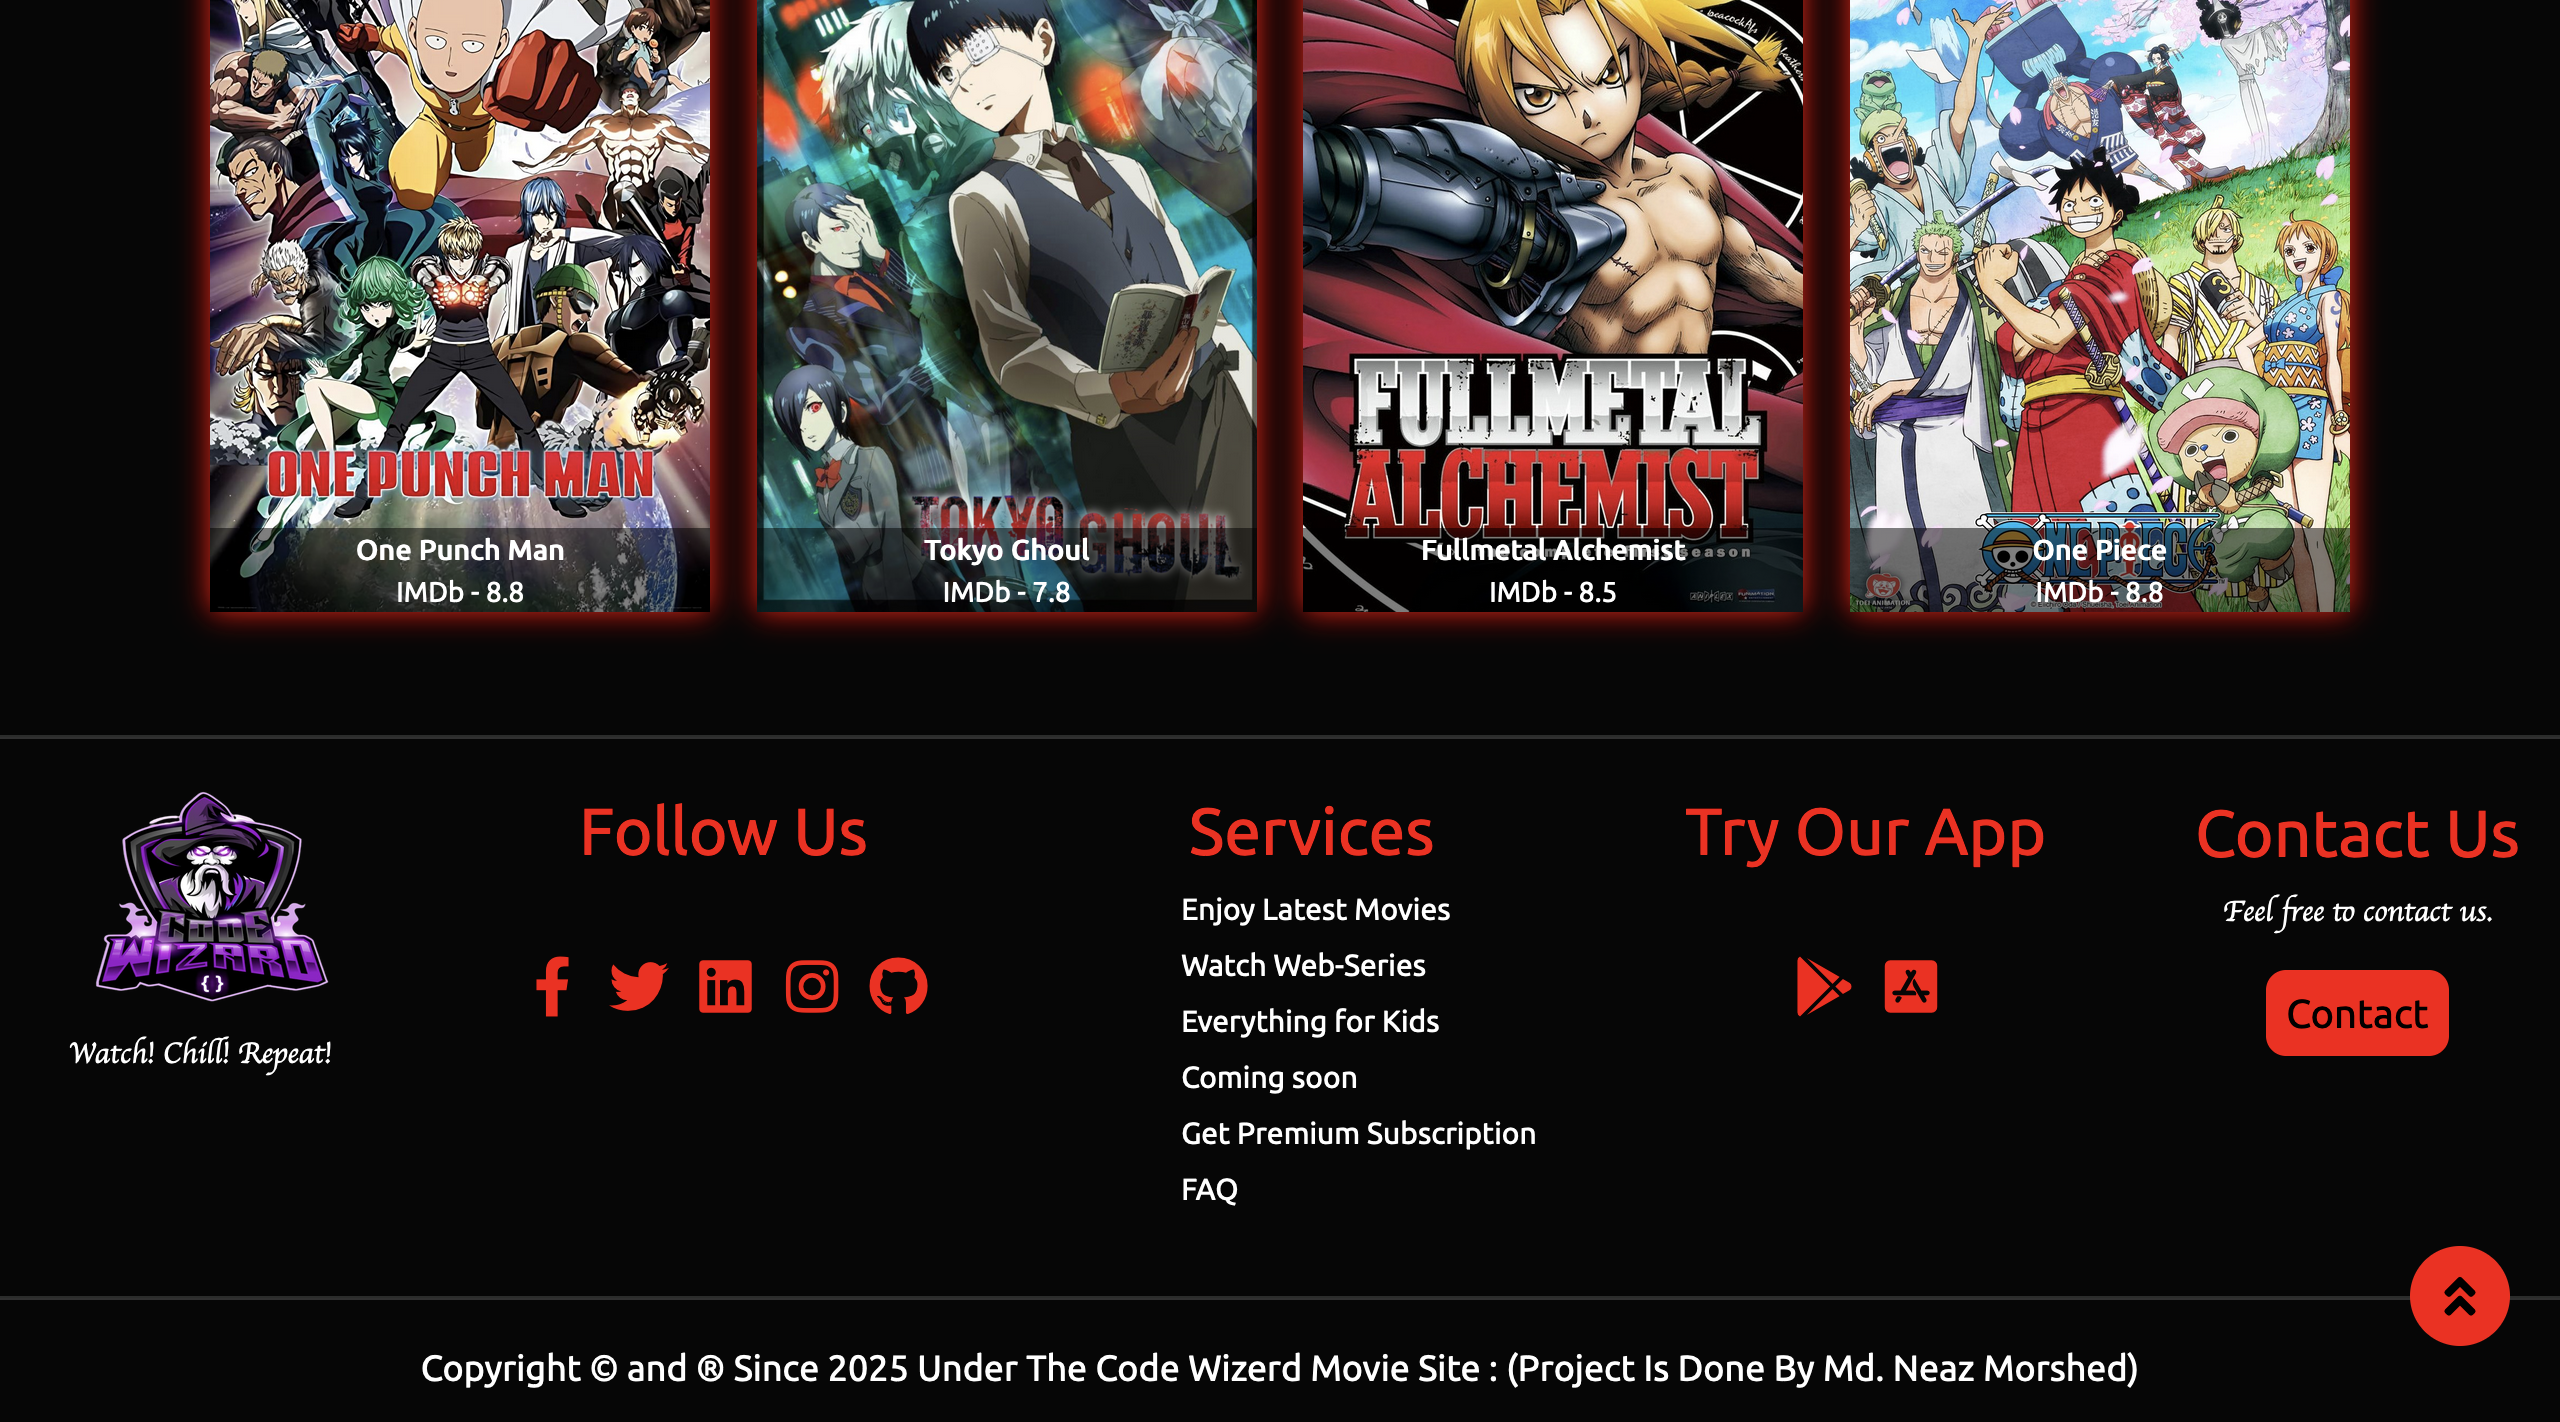 beacockfils
ONE PUNCH MAN
TOKYO GHOUL
FULLMETAL
ALCHEMIST
season
ONE PIECE
One Punch Man
IMDb - 8.8
Tokyo Ghoul
IMDb - 7.8
Fullmetal Alchemist
IMDb - 8.5
One Piece
IMDb - 8.8
TOEI ANIMATION
CODE
WIZARD
{ }
Watch! Chill! Repeat!
Follow Us
Services
Enjoy Latest Movies
Watch Web-Series
Everything for Kids
Coming soon
Get Premium Subscription
FAQ
Try Our App
Contact Us
Feel free to contact us.
Contact
Copyright © and ® Since 2025 Under The Code Wizerd Movie Site : (Project Is Done By Md. Neaz Morshed)